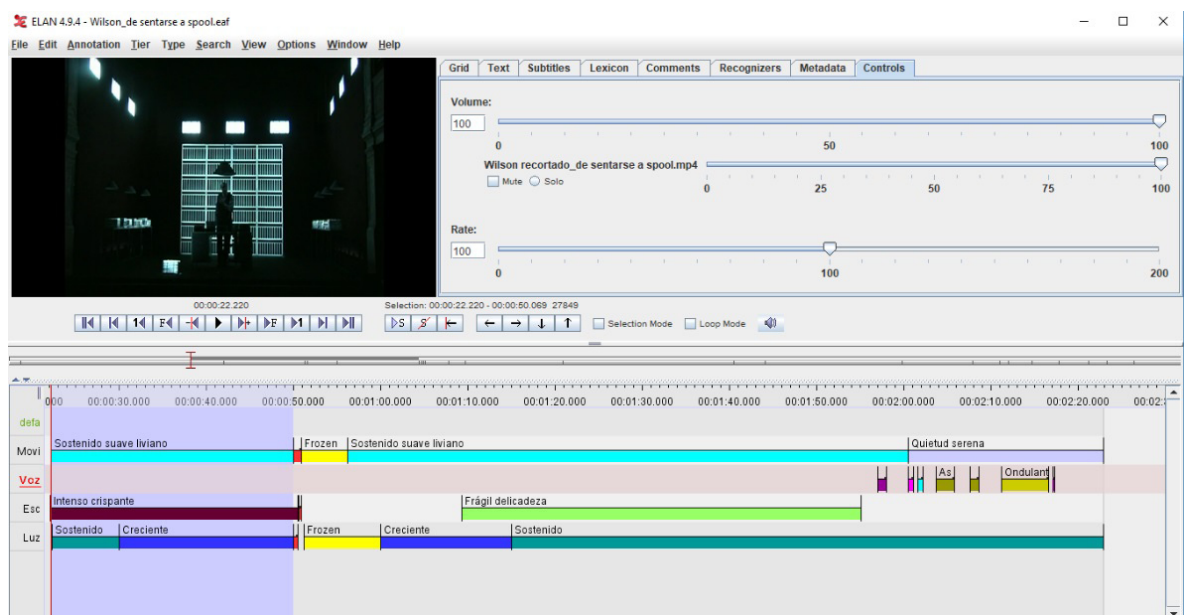 ELAN 4.9.4 - Wilson_de sentarse a spool.eaf
File Edit Annotation Tier Type Search View Options Window Help
Grid Text Subtitles Lexicon Comments Recognizers Metadata Controls
Volume:
100
0 50 100
Wilson recortado_de sentarse a spool.mp4
Mute Solo
0 25 50 75 100
Rate:
100
0 100 200
00:00:22.220 Selection: 00:00:22.220 - 00:00:50.069 27849
S S Selection Mode Loop Mode
000 00:00:30.000 00:00:40.000 00:00:50.000 00:01:00.000 00:01:10.000 00:01:20.000 00:01:30.000 00:01:40.000 00:01:50.000 00:02:00.000 00:02:10.000 00:02:20.000 00:02:
defa
Movi Sostenido suave liviano Frozen Sostenido suave liviano Quietud serena
Voz As Ondulant
Esc Intenso crispante Frágil delicadeza
Luz Sostenido Creciente Frozen Creciente Sostenido